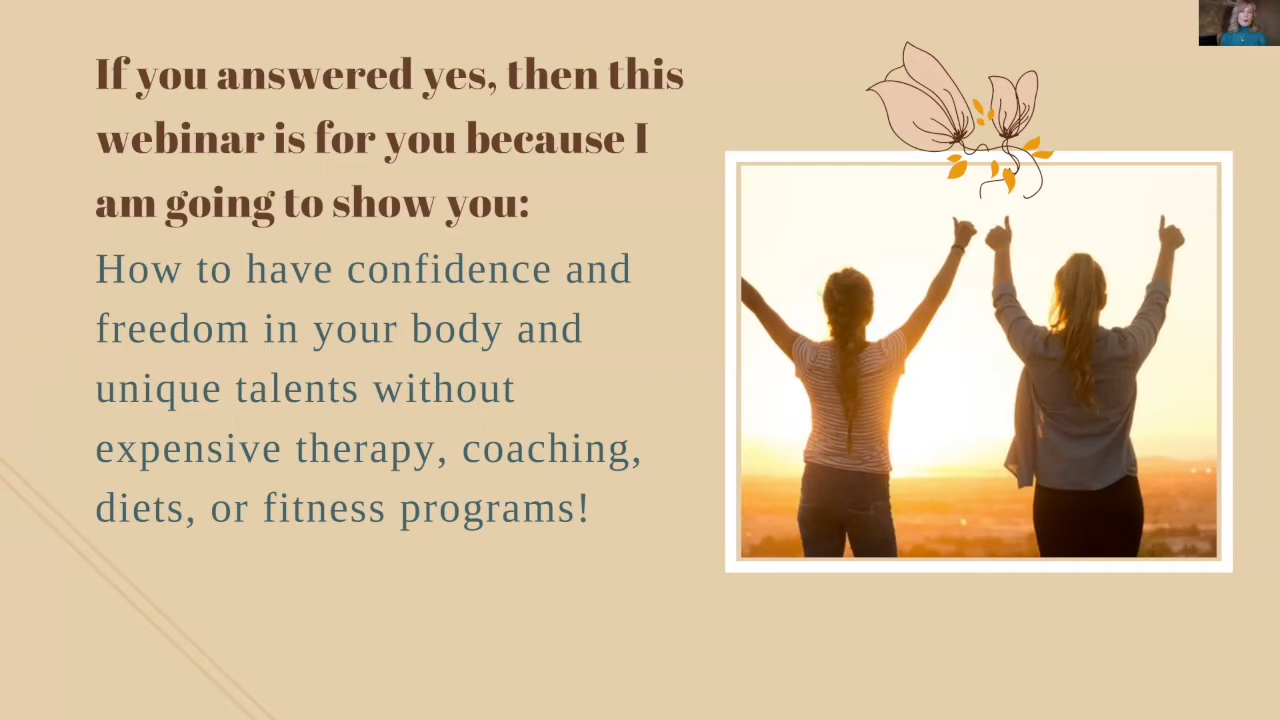 If you answered yes, then this
webinar is for you because I
am going to show you:
How to have confidence and
freedom in your body and
unique talents without
expensive therapy, coaching,
diets, or fitness programs!